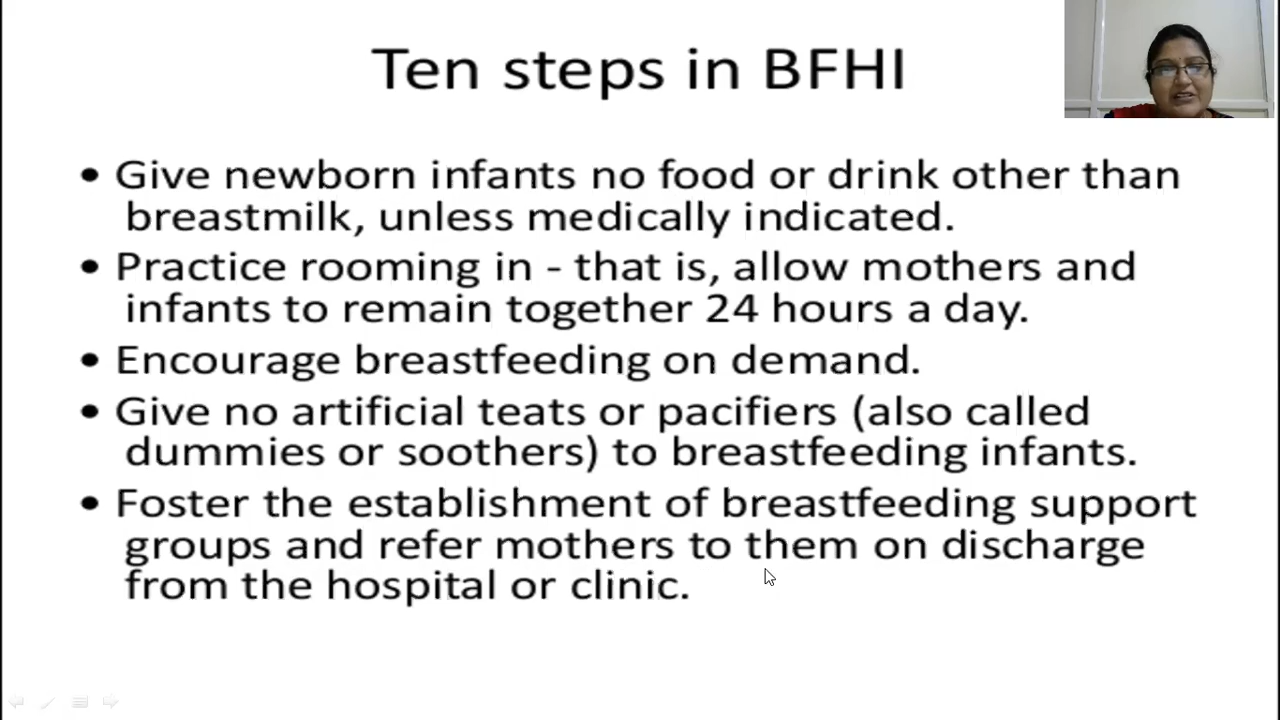 Ten steps in BFHI
• Give newborn infants no food or drink other than
breastmilk, unless medically indicated.
• Practice rooming in - that is, allow mothers and
infants to remain together 24 hours a day.
• Encourage breastfeeding on demand.
• Give no artificial teats or pacifiers (also called
dummies or soothers) to breastfeeding infants.
• Foster the establishment of breastfeeding support
groups and refer mothers to them on discharge
from the hospital or clinic.